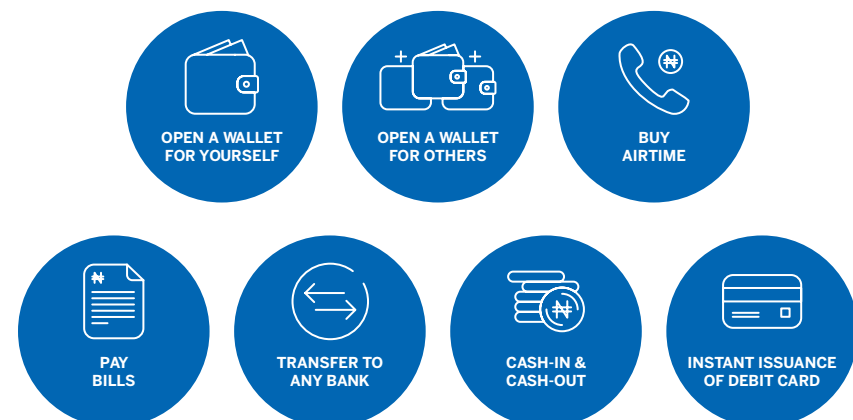 OPEN A WALLET
FOR YOURSELF
OPEN A WALLET
FOR OTHERS
₦
BUY
AIRTIME
₦
PAY
BILLS
TRANSFER TO
ANY BANK
₦
CASH-IN &
CASH-OUT
INSTANT ISSUANCE
OF DEBIT CARD